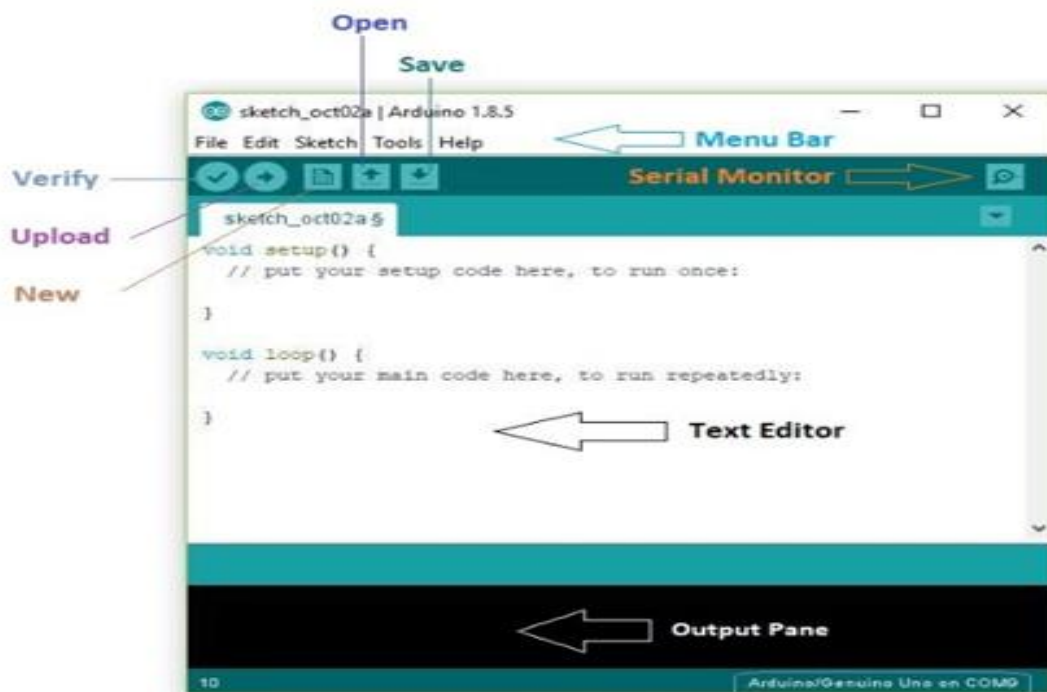 Open
Save
sketch_oct02a | Arduino 1.8.5
File Edit Sketch Tools Help
Menu Bar
Verify
Serial Monitor
Upload
sketch_oct02a §
New
void setup() {
// put your setup code here, to run once:
}
void loop() {
// put your main code here, to run repeatedly:
}
Text Editor
Output Pane
10
Arduino/Genuino Uno on COM9